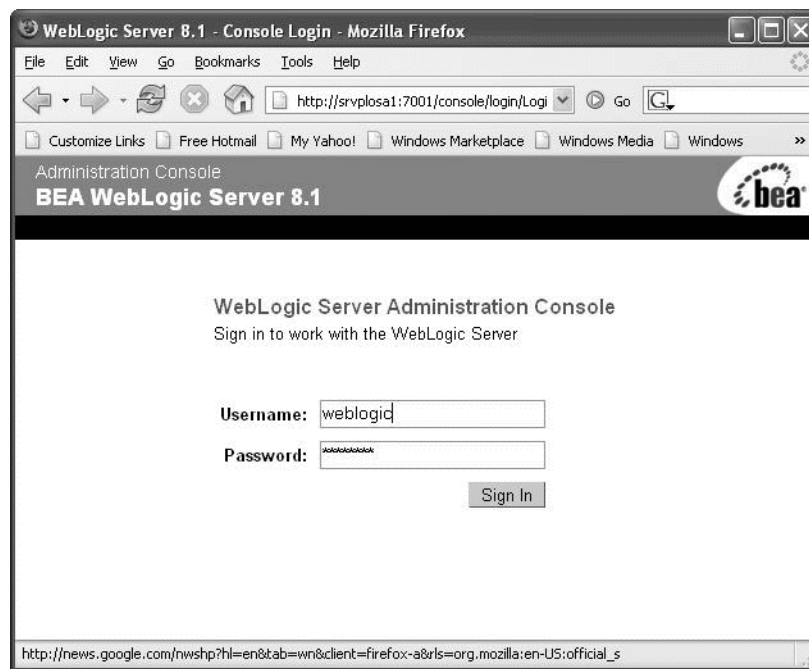 WebLogic Server 8.1 - Console Login - Mozilla Firefox
File Edit View Go Bookmarks Tools Help
http://srvplosa1:7001/console/login/Logi Go G
Customize Links Free Hotmail My Yahoo! Windows Marketplace Windows Media Windows »
Administration Console
BEA WebLogic Server 8.1
bea
WebLogic Server Administration Console
Sign in to work with the WebLogic Server
Username: weblogic
Password: *********
Sign In
http://news.google.com/nwshp?hl=en&tab=wn&client=firefox-a&rls=org.mozilla:en-US:official_s